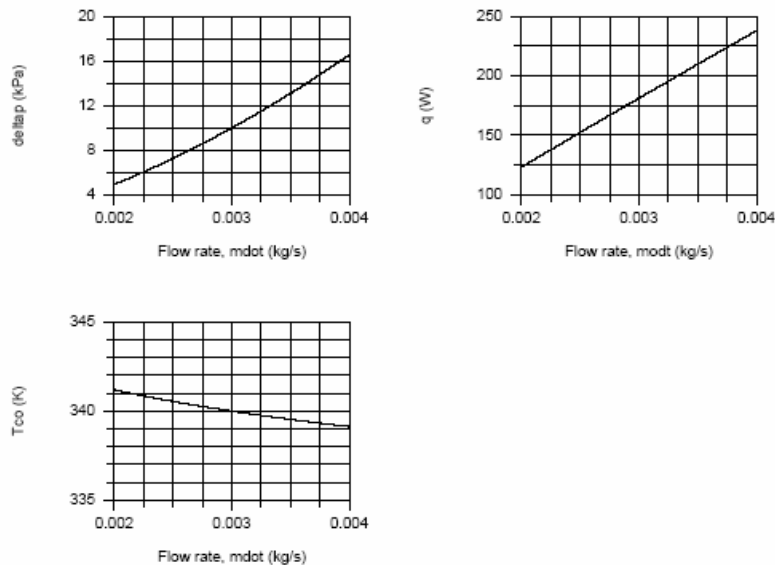 20
16
12
8
4
deltap (kPa)
0.002 0.003 0.004
Flow rate, mdot (kg/s)
250
200
150
100
q (W)
0.002 0.003 0.004
Flow rate, modt (kg/s)
345
340
335
Tco (K)
0.002 0.003 0.004
Flow rate, mdot (kg/s)